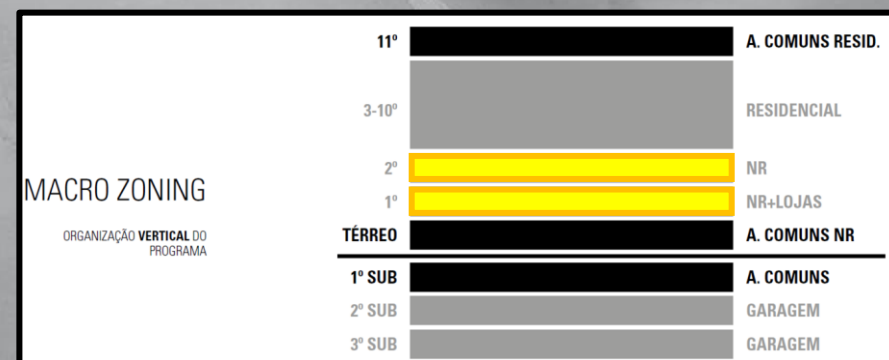 MACRO ZONING
ORGANIZAÇÃO VERTICAL DO
PROGRAMA
11º A. COMUNS RESID.
3-10º RESIDENCIAL
2º NR
1º NR+LOJAS
TÉRREO A. COMUNS NR
1º SUB A. COMUNS
2º SUB GARAGEM
3º SUB GARAGEM